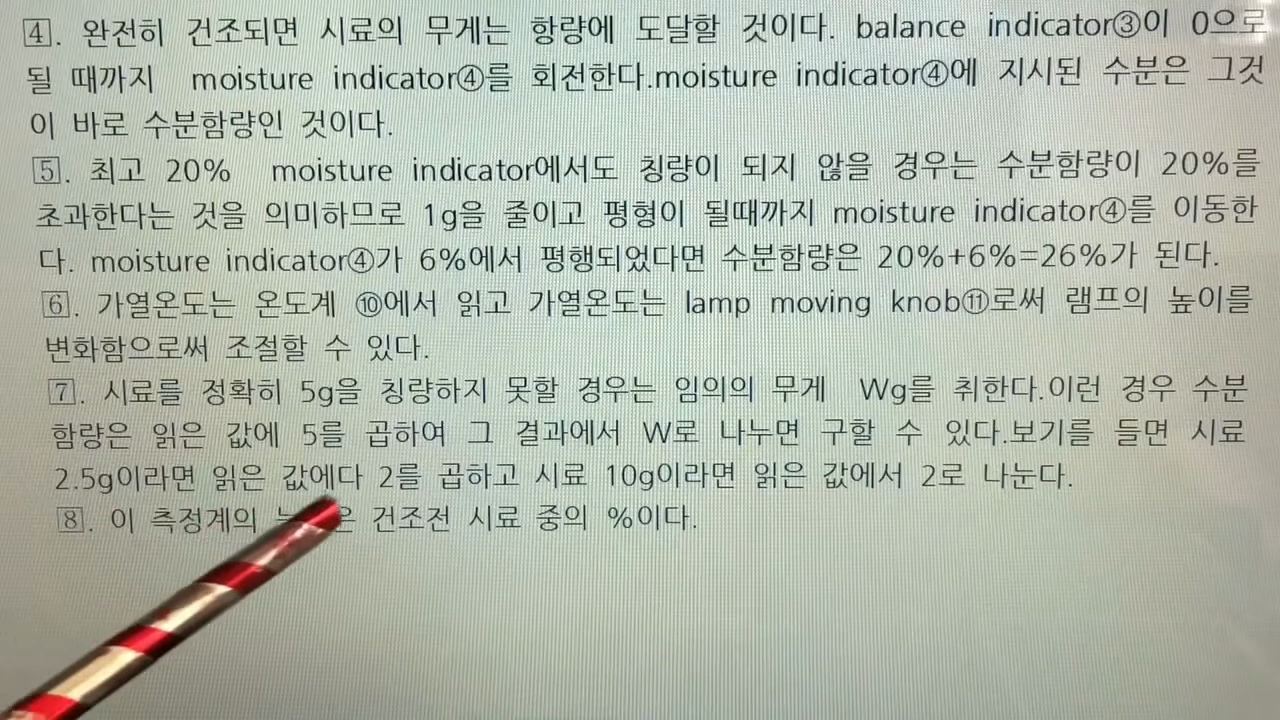 4. 완전히 건조되면 시료의 무게는 항량에 도달할 것이다. balance indicator③이 0으로
될 때까지 moisture indicator④를 회전한다.moisture indicator④에 지시된 수분은 그것
이 바로 수분함량인 것이다.
5. 최고 20% moisture indicator에서도 칭량이 되지 않을 경우는 수분함량이 20%를
초과한다는 것을 의미하므로 1g을 줄이고 평형이 될때까지 moisture indicator④를 이동한
다. moisture indicator④가 6%에서 평행되었다면 수분함량은 20%+6%=26%가 된다.
6. 가열온도는 온도계 ⑩에서 읽고 가열온도는 lamp moving knob⑪로써 램프의 높이를
변화함으로써 조절할 수 있다.
7. 시료를 정확히 5g을 칭량하지 못할 경우는 임의의 무게 Wg를 취한다.이런 경우 수분
함량은 읽은 값에 5를 곱하여 그 결과에서 W로 나누면 구할 수 있다.보기를 들면 시료
2.5g이라면 읽은 값에다 2를 곱하고 시료 10g이라면 읽은 값에서 2로 나눈다.
8. 이 측정계의 건조전 시료 중의 %이다.